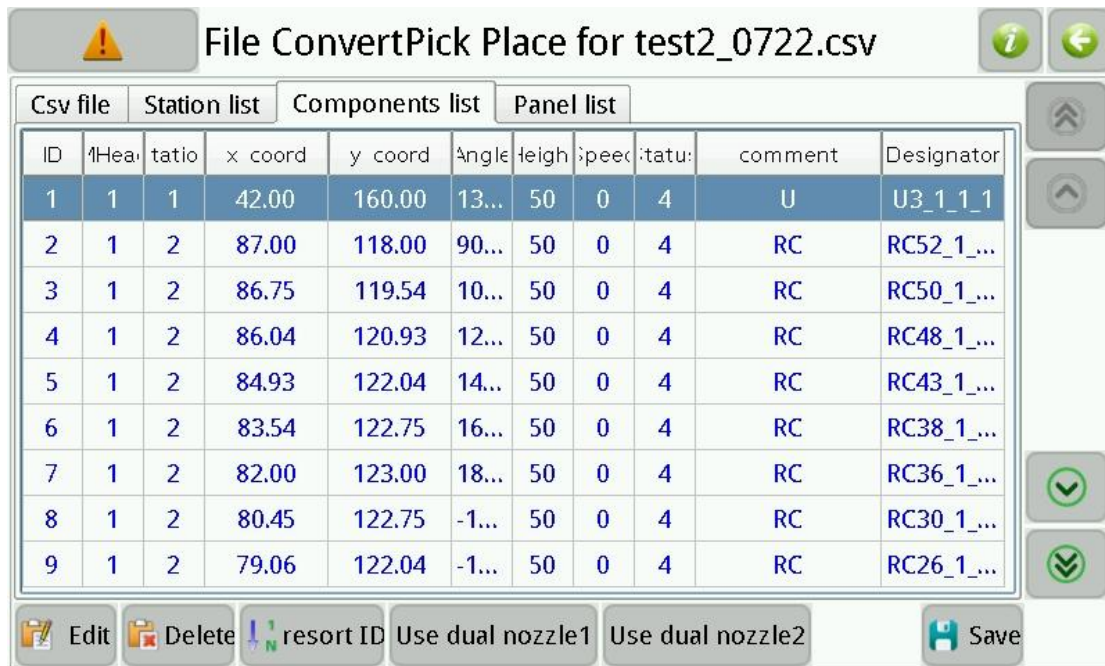 File ConvertPick Place for test2_0722.csv
Csv file Station list Components list Panel list
ID Hea tatio x coord y coord Angle Heigh Speed Status comment Designator
1 1 1 42.00 160.00 13... 50 0 4 U U3_1_1_1
2 1 2 87.00 118.00 90... 50 0 4 RC RC52_1_...
3 1 2 86.75 119.54 10... 50 0 4 RC RC50_1_...
4 1 2 86.04 120.93 12... 50 0 4 RC RC48_1_...
5 1 2 84.93 122.04 14... 50 0 4 RC RC43_1_...
6 1 2 83.54 122.75 16... 50 0 4 RC RC38_1_...
7 1 2 82.00 123.00 18... 50 0 4 RC RC36_1_...
8 1 2 80.45 122.75 -1... 50 0 4 RC RC30_1_...
9 1 2 79.06 122.04 -1... 50 0 4 RC RC26_1_...
Edit Delete 1 N resort ID Use dual nozzle1 Use dual nozzle2 Save